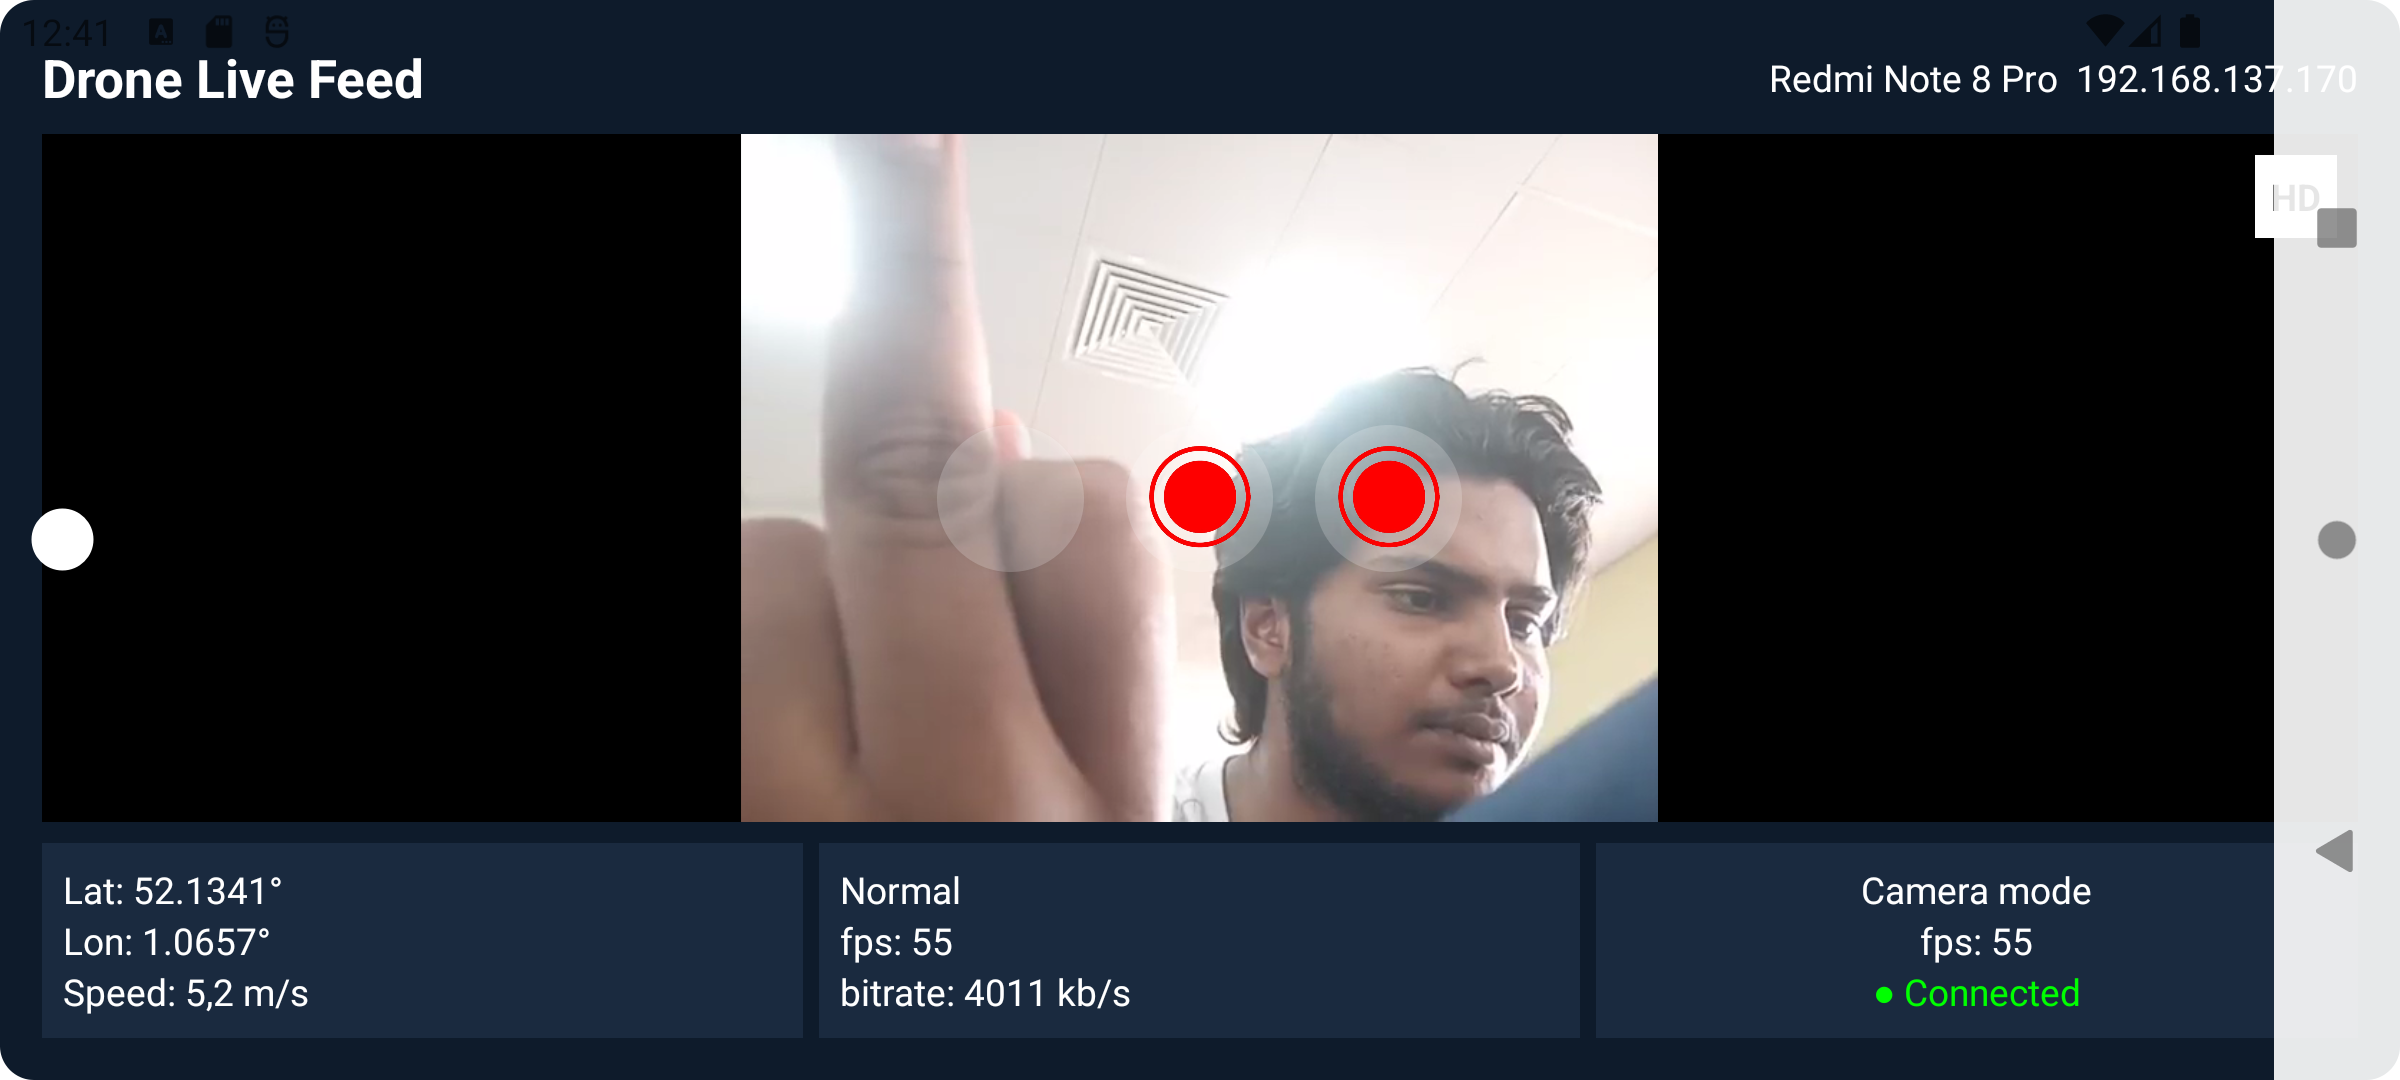 12:41
Drone Live Feed
Redmi Note 8 Pro 192.168.137.170
HD
Lat: 52.1341°
Lon: 1.0657°
Speed: 5,2 m/s
Normal
fps: 55
bitrate: 4011 kb/s
Camera mode
fps: 55
Connected